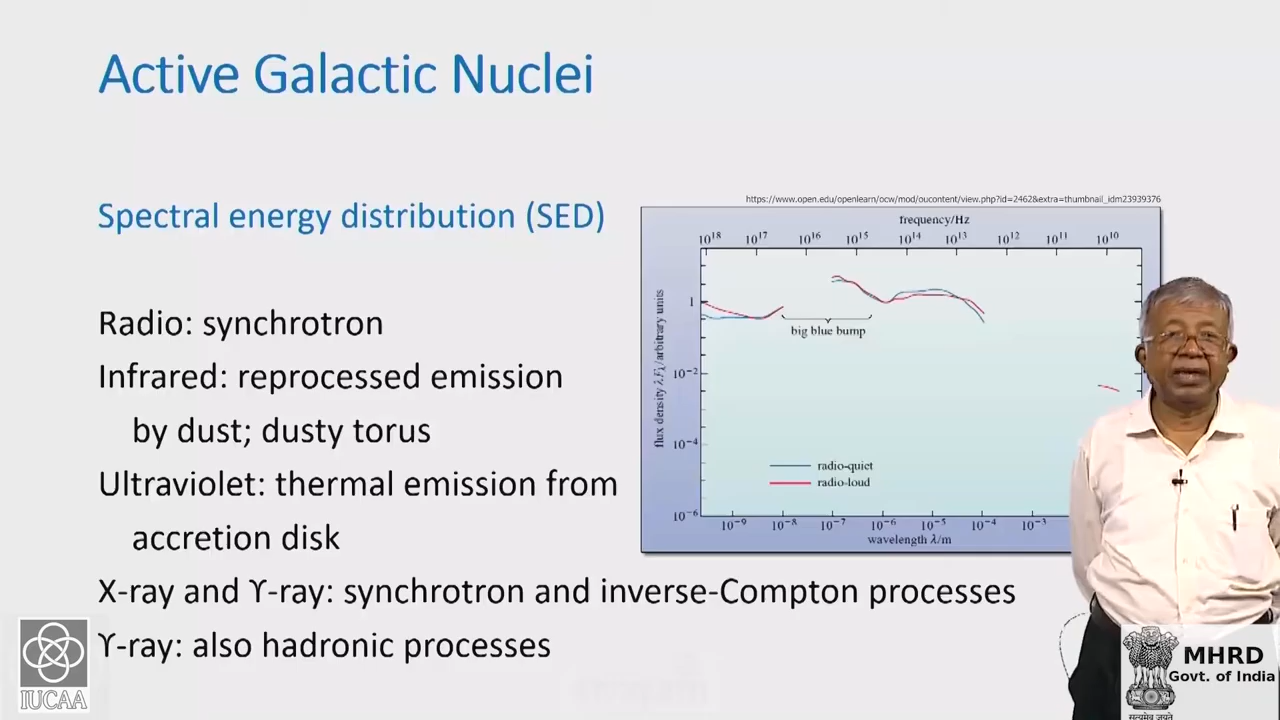 Active Galactic Nuclei
Spectral energy distribution (SED)
Radio: synchrotron
Infrared: reprocessed emission
by dust; dusty torus
Ultraviolet: thermal emission from
accretion disk
X-ray and ϒ-ray: synchrotron and inverse-Compton processes
ϒ-ray: also hadronic processes
https://www.open.edu/openlearn/ocw/mod/oucontent/view.php?id=2462&extra=thumbnail_idm23939376
frequency/Hz
10¹⁸ 10¹⁷ 10¹⁶ 10¹⁵ 10¹⁴ 10¹³ 10¹² 10¹¹ 10¹⁰
flux density λFλ/arbitrary units
1
10⁻²
10⁻⁴
10⁻⁶
big blue bump
radio-quiet
radio-loud
10⁻⁹ 10⁻⁸ 10⁻⁷ 10⁻⁶ 10⁻⁵ 10⁻⁴ 10⁻³
wavelength λ/m
IUCAA
सत्यमेव जयते
MHRD
Govt. of India